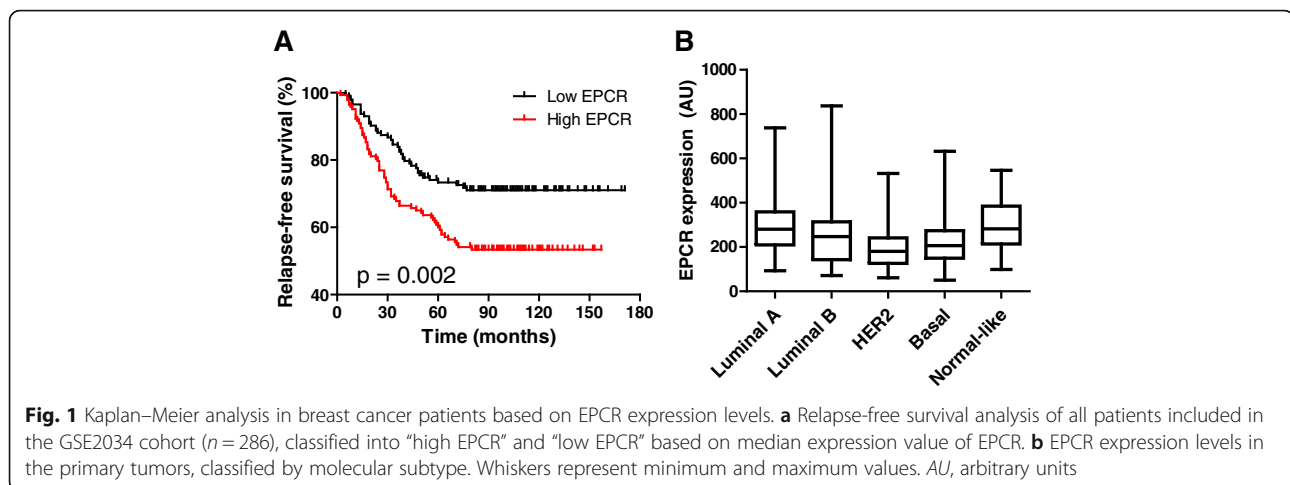 A
Relapse-free survival (%)
100
80
60
40
Low EPCR
High EPCR
p = 0.002
0 30 60 90 120 150 180
Time (months)
B
EPCR expression (AU)
1000
800
600
400
200
0
Luminal A
Luminal B
HER2
Basal
Normal-like
Fig. 1 Kaplan–Meier analysis in breast cancer patients based on EPCR expression levels. a Relapse-free survival analysis of all patients included in
the GSE2034 cohort (n = 286), classified into “high EPCR” and “low EPCR” based on median expression value of EPCR. b EPCR expression levels in
the primary tumors, classified by molecular subtype. Whiskers represent minimum and maximum values. AU, arbitrary units